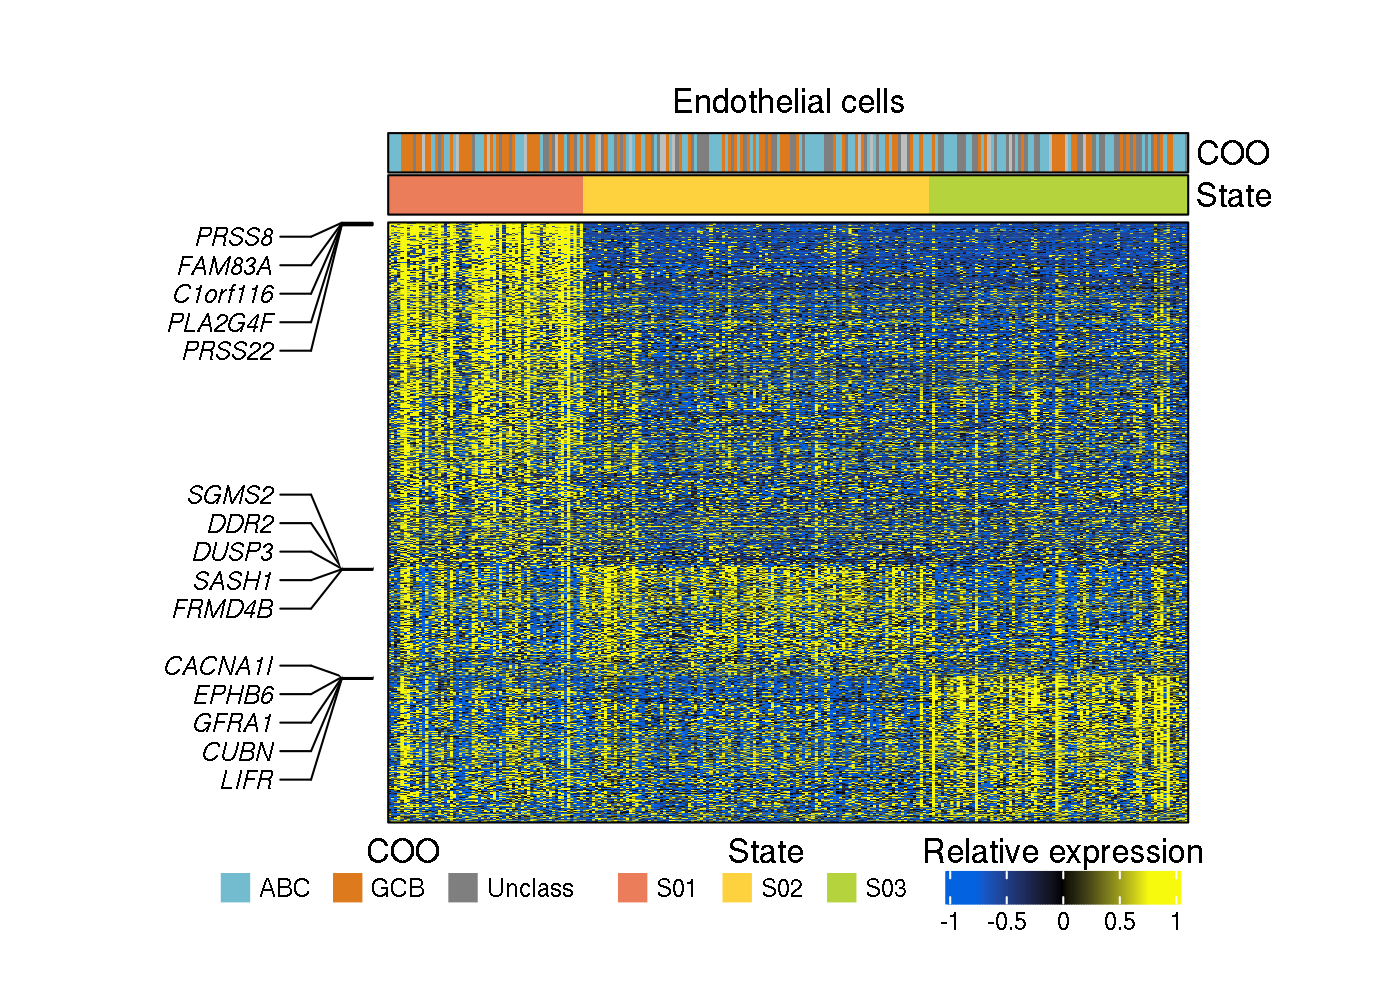 Endothelial cells
COO
State
PRSS8
FAM83A
C1orf116
PLA2G4F
PRSS22
SGMS2
DDR2
DUSP3
SASH1
FRMD4B
CACNA1I
EPHB6
GFRA1
CUBN
LIFR
COO State Relative expression
ABC GCB Unclass S01 S02 S03
-1 -0.5 0 0.5 1